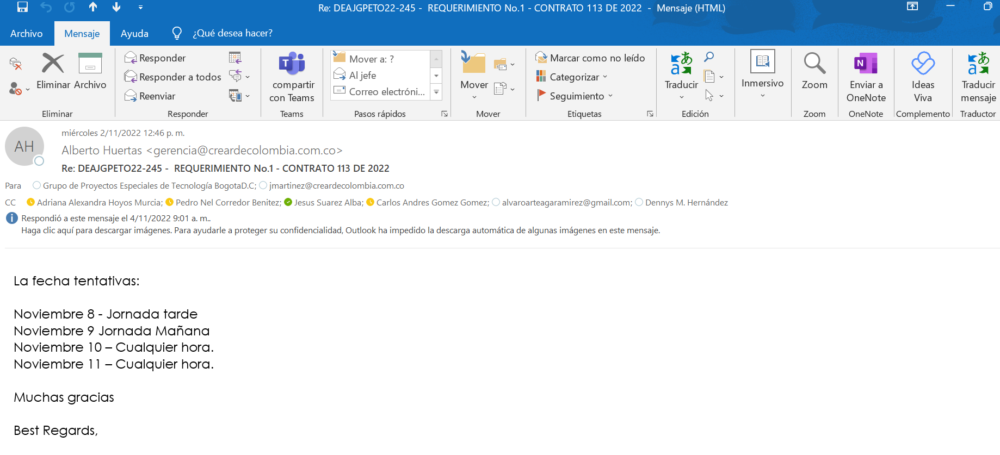 Re: DEAJGPETO22-245 -  REQUERIMIENTO No.1 - CONTRATO 113 DE 2022  -  Mensaje (HTML)
Archivo
Mensaje
Ayuda
¿Qué desea hacer?
Eliminar
Archivo
Eliminar
Responder
Responder a todos
Reenviar
Responder
compartir
con Teams
Teams
Mover a: ?
Al jefe
Correo electróni...
Pasos rápidos
Mover
Mover
Marcar como no leído
Categorizar
Seguimiento
Etiquetas
Traducir
Edición
Inmersivo
Zoom
Zoom
Enviar a
OneNote
OneNote
Ideas
Viva
Complemento
Traducir
mensaje
Traductor
AH
miércoles 2/11/2022 12:46 p. m.
Alberto Huertas <gerencia@creardecolombia.com.co>
Re: DEAJGPETO22-245 -  REQUERIMIENTO No.1 - CONTRATO 113 DE 2022
Para Grupo de Proyectos Especiales de Tecnología BogotaD.C; jmartinez@creardecolombia.com.co
CC Adriana Alexandra Hoyos Murcia; Pedro Nel Corredor Benitez; Jesus Suarez Alba; Carlos Andres Gomez Gomez; alvaroarteagaramirez@gmail.com; Dennys M. Hernández
Respondió a este mensaje el 4/11/2022 9:01 a. m..
Haga clic aquí para descargar imágenes. Para ayudarle a proteger su confidencialidad, Outlook ha impedido la descarga automática de algunas imágenes en este mensaje.
La fecha tentativas:
Noviembre 8 - Jornada tarde
Noviembre 9 Jornada Mañana
Noviembre 10 – Cualquier hora.
Noviembre 11 – Cualquier hora.
Muchas gracias
Best Regards,